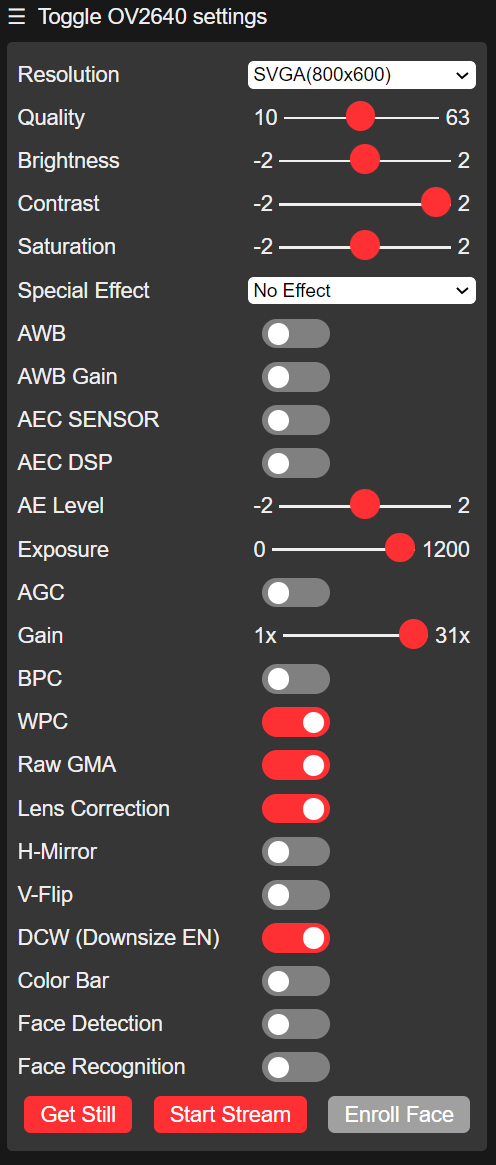 ☰ Toggle OV2640 settings
Resolution SVGA(800x600)
Quality 10 63
Brightness -2 2
Contrast -2 2
Saturation -2 2
Special Effect No Effect
AWB
AWB Gain
AEC SENSOR
AEC DSP
AE Level -2 2
Exposure 0 1200
AGC
Gain 1x 31x
BPC
WPC
Raw GMA
Lens Correction
H-Mirror
V-Flip
DCW (Downsize EN)
Color Bar
Face Detection
Face Recognition
Get Still Start Stream Enroll Face